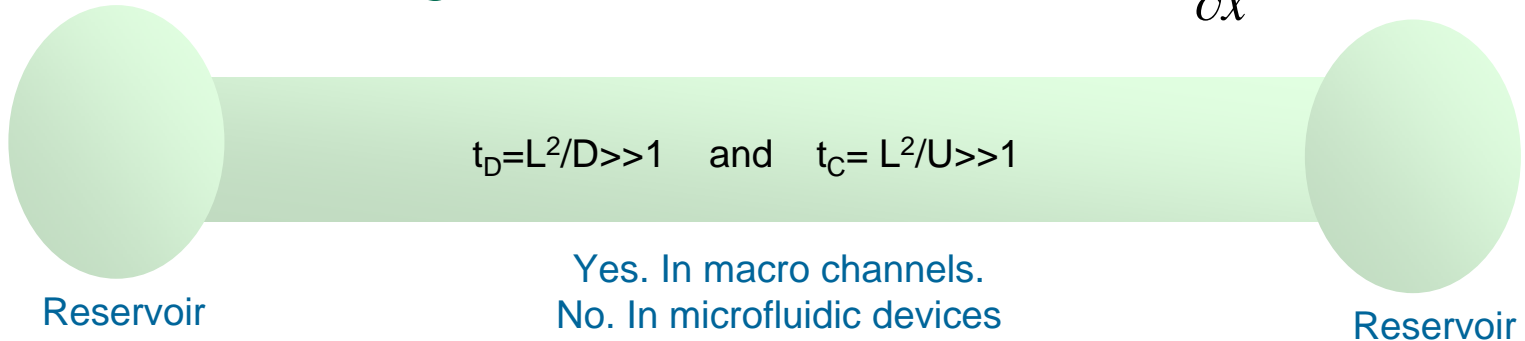 ∂x
t_D=L²/D>>1 and t_C= L²/U>>1
Yes. In macro channels.
No. In microfluidic devices
Reservoir
Reservoir